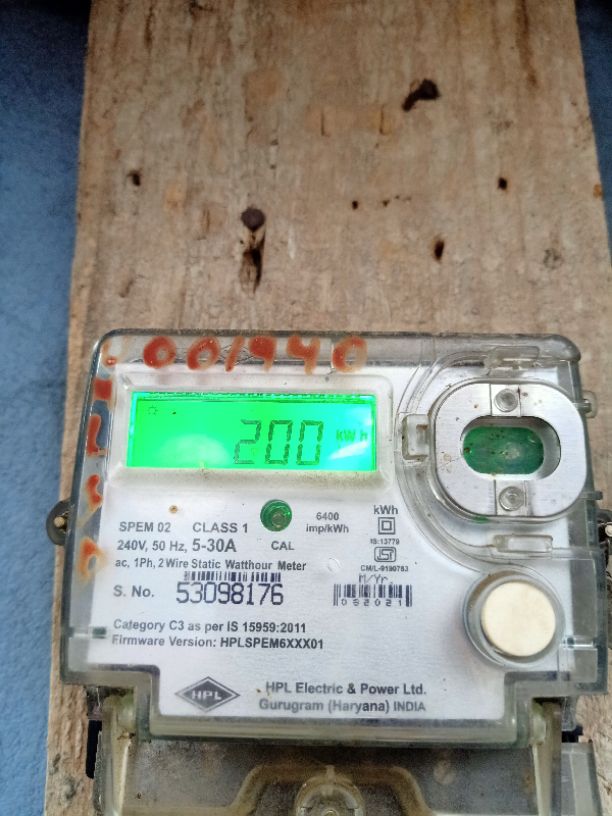 001940
200 kWh
SPEM 02 CLASS 1
6400 imp/kWh
kWh
IS:13779
240V, 50 Hz, 5-30A
CAL
ac, 1Ph, 2 Wire Static Watthour Meter
CM/L-9190763
M/Yr.
S. No. 53098176
052021
Category C3 as per IS 15959:2011
Firmware Version: HPLSPEM6XXX01
HPL
HPL Electric & Power Ltd.
Gurugram (Haryana) INDIA